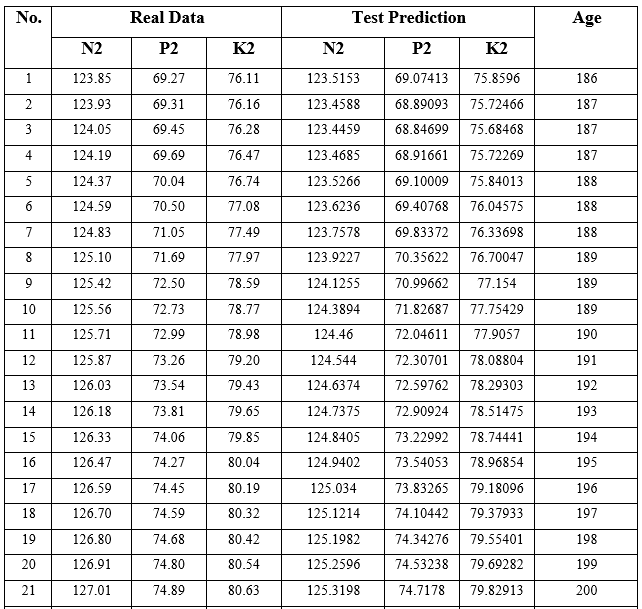 No. Real Data Test Prediction Age
N2 P2 K2 N2 P2 K2
1 123.85 69.27 76.11 123.5153 69.07413 75.8596 186
2 123.93 69.31 76.16 123.4588 68.89093 75.72466 187
3 124.05 69.45 76.28 123.4459 68.84699 75.68468 187
4 124.19 69.69 76.47 123.4685 68.91661 75.72269 187
5 124.37 70.04 76.74 123.5266 69.10009 75.84013 188
6 124.59 70.50 77.08 123.6236 69.40768 76.04575 188
7 124.83 71.05 77.49 123.7578 69.83372 76.33698 188
8 125.10 71.69 77.97 123.9227 70.35622 76.70047 189
9 125.42 72.50 78.59 124.1255 70.99662 77.154 189
10 125.56 72.73 78.77 124.3894 71.82687 77.75429 189
11 125.71 72.99 78.98 124.46 72.04611 77.9057 190
12 125.87 73.26 79.20 124.544 72.30701 78.08804 191
13 126.03 73.54 79.43 124.6374 72.59762 78.29303 192
14 126.18 73.81 79.65 124.7375 72.90924 78.51475 193
15 126.33 74.06 79.85 124.8405 73.22992 78.74441 194
16 126.47 74.27 80.04 124.9402 73.54053 78.96854 195
17 126.59 74.45 80.19 125.034 73.83265 79.18096 196
18 126.70 74.59 80.32 125.1214 74.10442 79.37933 197
19 126.80 74.68 80.42 125.1982 74.34276 79.55401 198
20 126.91 74.80 80.54 125.2596 74.53238 79.69282 199
21 127.01 74.89 80.63 125.3198 74.7178 79.82913 200